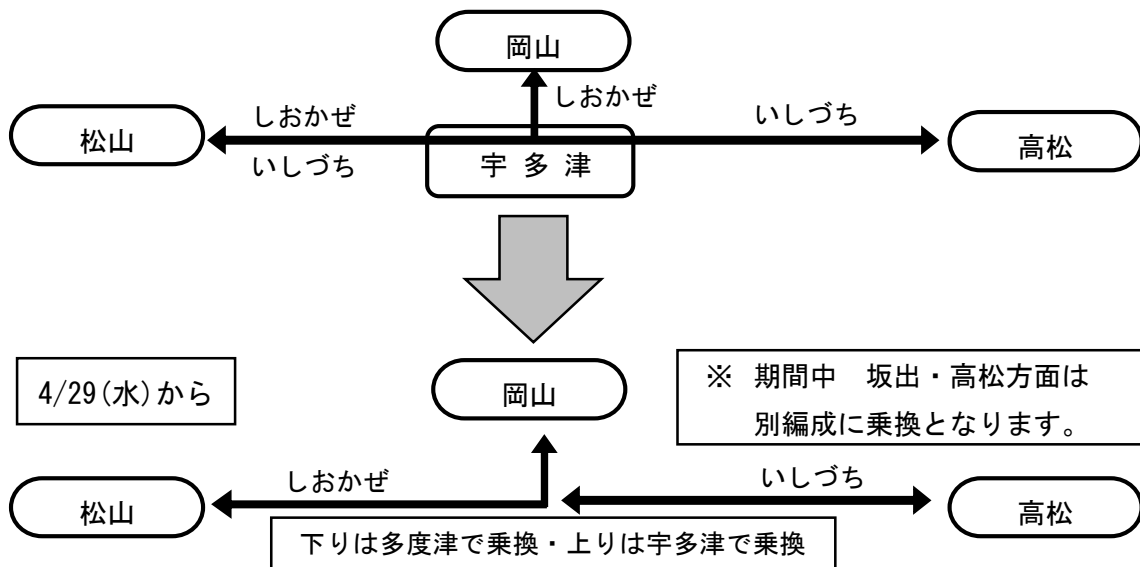 岡山
しおかぜ
松山
しおかぜ
いしづち
いしづち
高松
宇多津
4/29(水)から
岡山
※ 期間中 坂出・高松方面は
別編成に乗換となります。
松山
しおかぜ
いしづち
高松
下りは多度津で乗換・上りは宇多津で乗換